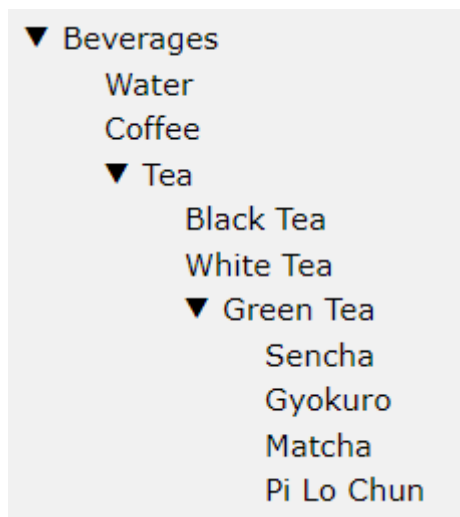 ▼ Beverages
Water
Coffee
▼ Tea
Black Tea
White Tea
▼ Green Tea
Sencha
Gyokuro
Matcha
Pi Lo Chun